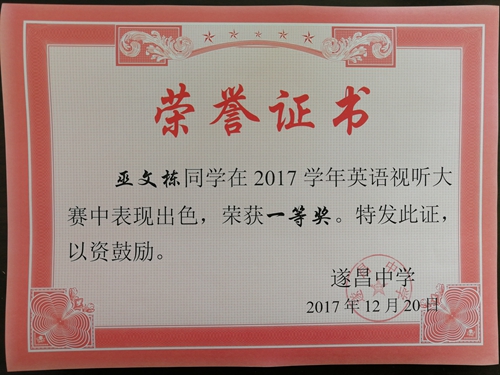 荣誉证书
巫文栋同学在2017学年英语视听大
赛中表现出色，荣获一等奖。特发此证，
以资鼓励。
遂昌中学
2017年12月20日